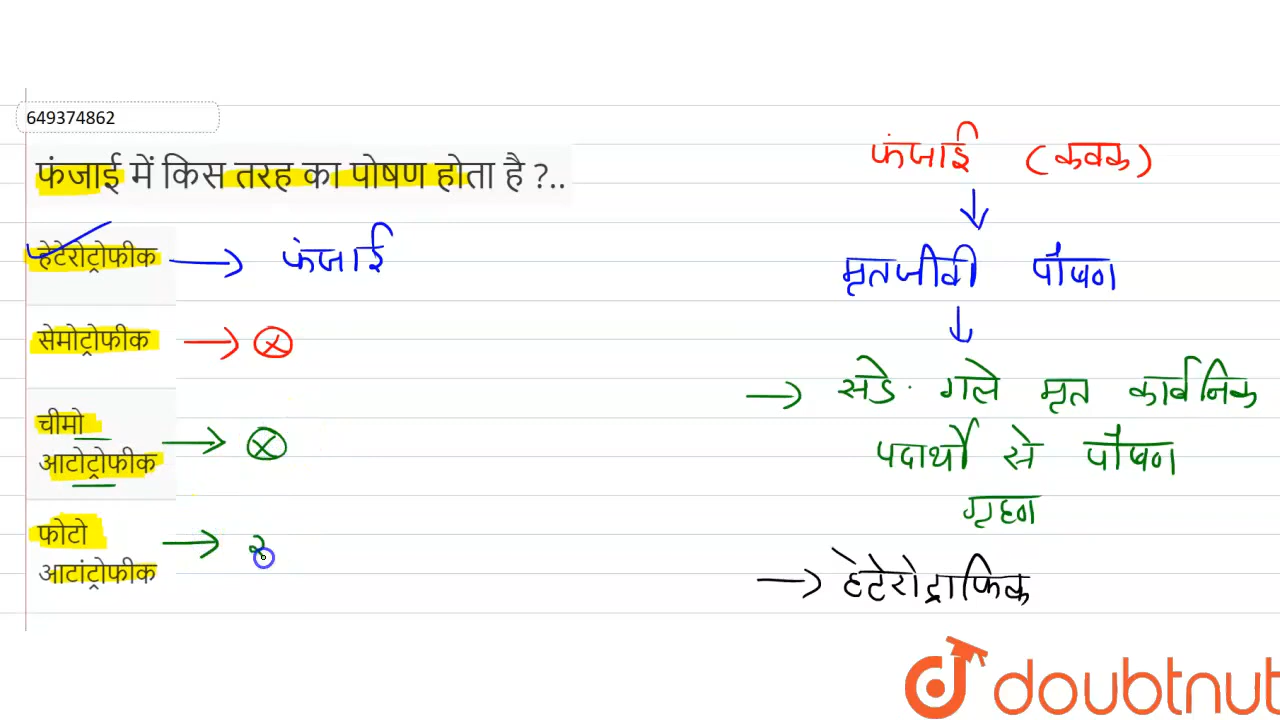 649374862
फंजाई में किस तरह का पोषण होता है ?..
हेटेरोट्रोफीक → फंजाई
सेमोट्रोफीक → ⓧ
चीमो
आटोट्रोफीक → ⓧ
फोटो
आटांट्रोफीक →
फंजाई (कवक)
↓
मृतजीवी पोषण
↓
→ सडे. गले मृत कार्बनिक
पदार्थों से पोषण
ग्रहण
→ हेटेरोट्राफिक
doubtnut